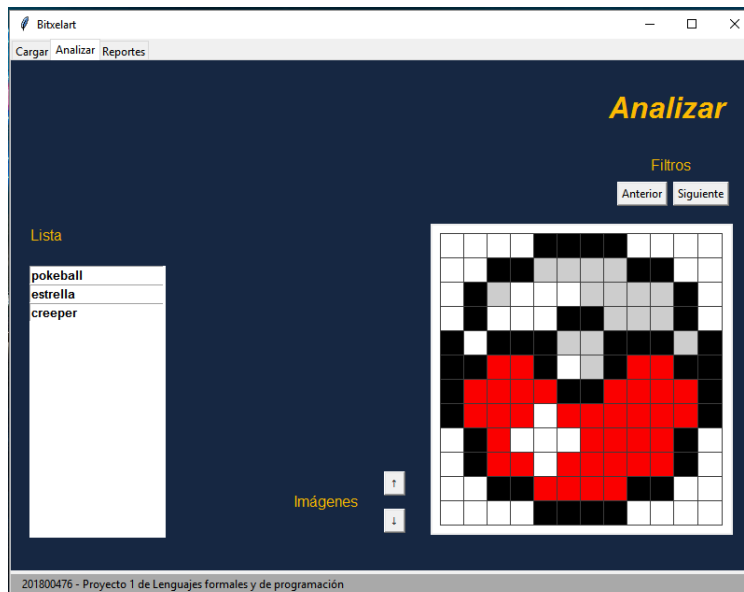 Bitxelart
Cargar Analizar Reportes
Analizar
Filtros
Anterior Siguiente
Lista
pokeball
estrella
creeper
Imágenes
↑
↓
201800476 - Proyecto 1 de Lenguajes formales y de programación